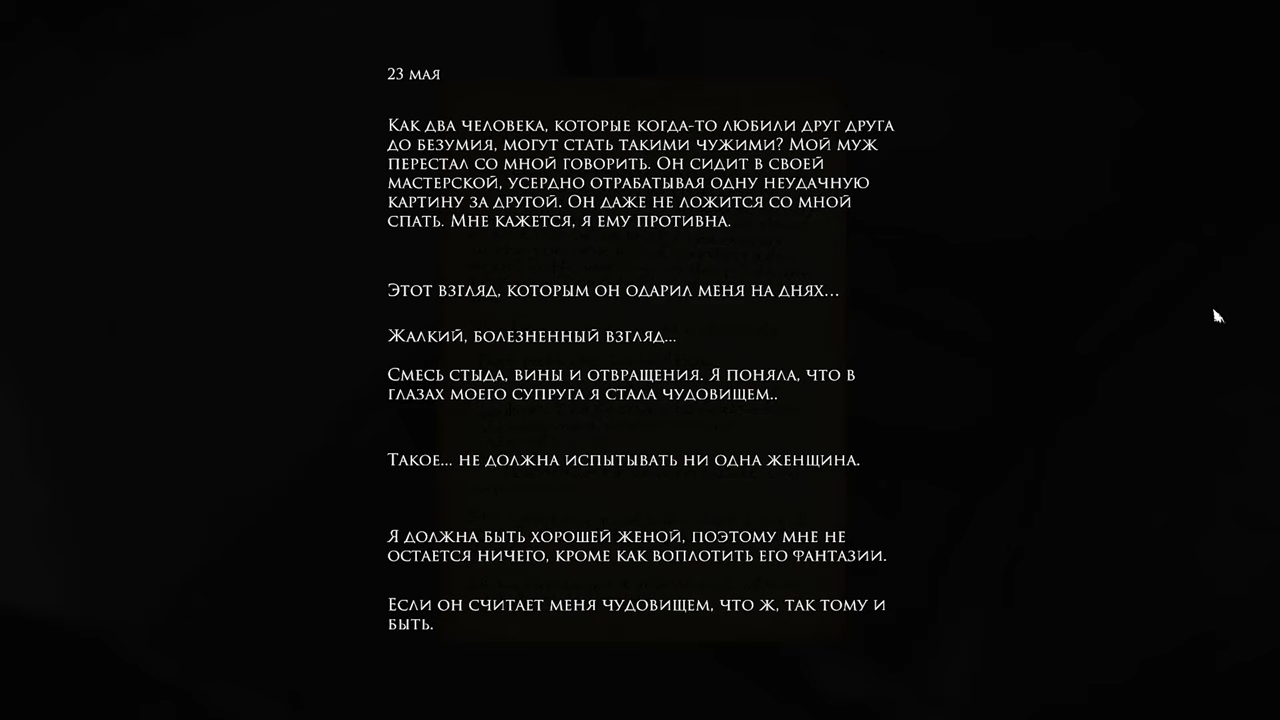 23 мая
Как два человека, которые когда-то любили друг друга
до безумия, могут стать такими чужими? Мой муж
перестал со мной говорить. Он сидит в своей
мастерской, усердно отрабатывая одну неудачную
картину за другой. Он даже не ложится со мной
спать. Мне кажется, я ему противна.
Этот взгляд, которым он одарил меня на днях...
Жалкий, болезненный взгляд...
Смесь стыда, вины и отвращения. Я поняла, что в
глазах моего супруга я стала чудовищем..
Такое... не должна испытывать ни одна женщина.
Я должна быть хорошей женой, поэтому мне не
остается ничего, кроме как воплотить его фантазии.
Если он считает меня чудовищем, что ж, так тому и
быть.